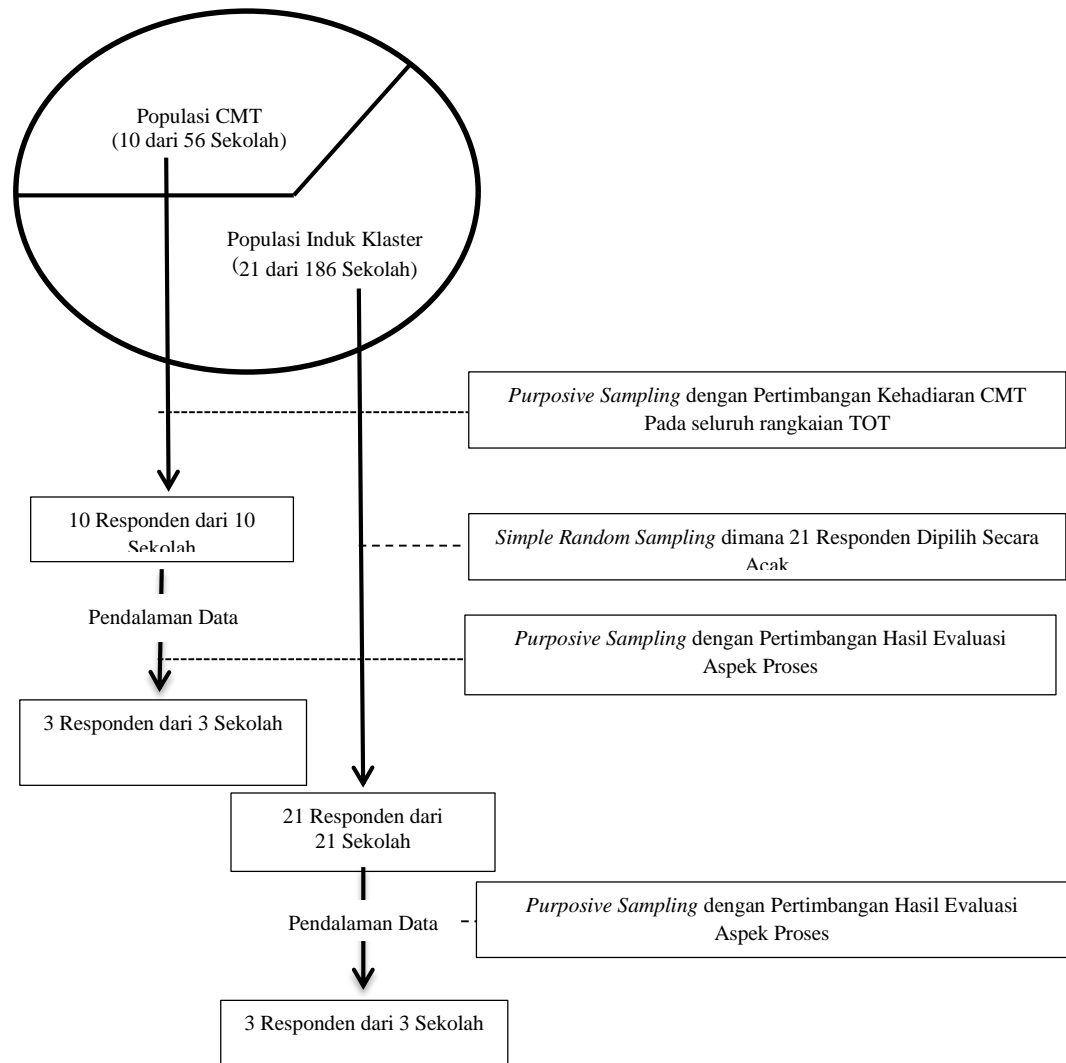 Populasi CMT
(10 dari 56 Sekolah)
Populasi Induk Klaster
(21 dari 186 Sekolah)
Purposive Sampling dengan Pertimbangan Kehadiaran CMT
Pada seluruh rangkaian TOT
10 Responden dari 10
Sekolah
Simple Random Sampling dimana 21 Responden Dipilih Secara
Acak
Pendalaman Data
Purposive Sampling dengan Pertimbangan Hasil Evaluasi
Aspek Proses
3 Responden dari 3 Sekolah
21 Responden dari
21 Sekolah
Pendalaman Data
Purposive Sampling dengan Pertimbangan Hasil Evaluasi
Aspek Proses
3 Responden dari 3 Sekolah